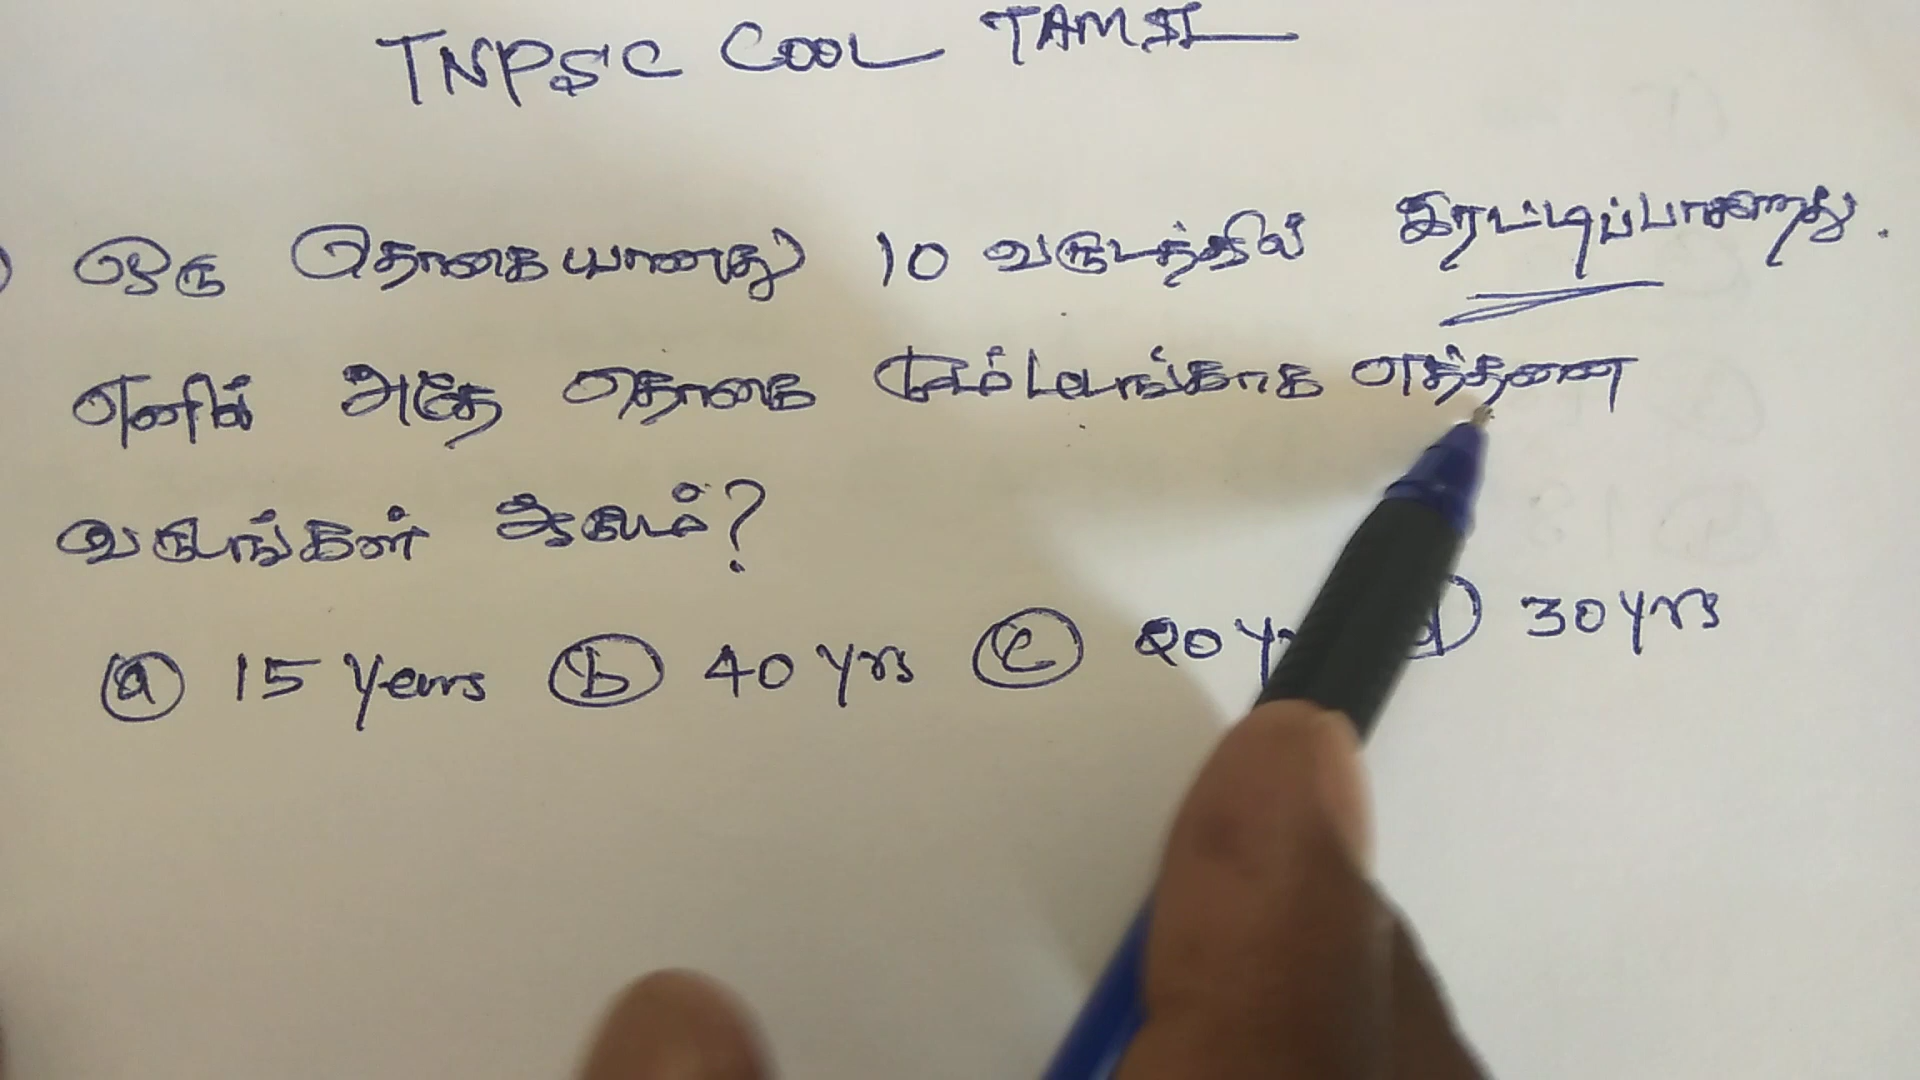 TNPSC COOL TAMIL
ஒரு தொகையானது 10 வருடத்தில் இரட்டிப்பாகிறது.
எனில் அதே தொகை மடங்காக எத்தனை
வருடங்கள் ஆகும்?
a 15 years b 40 yrs c 20 y d 30 yrs